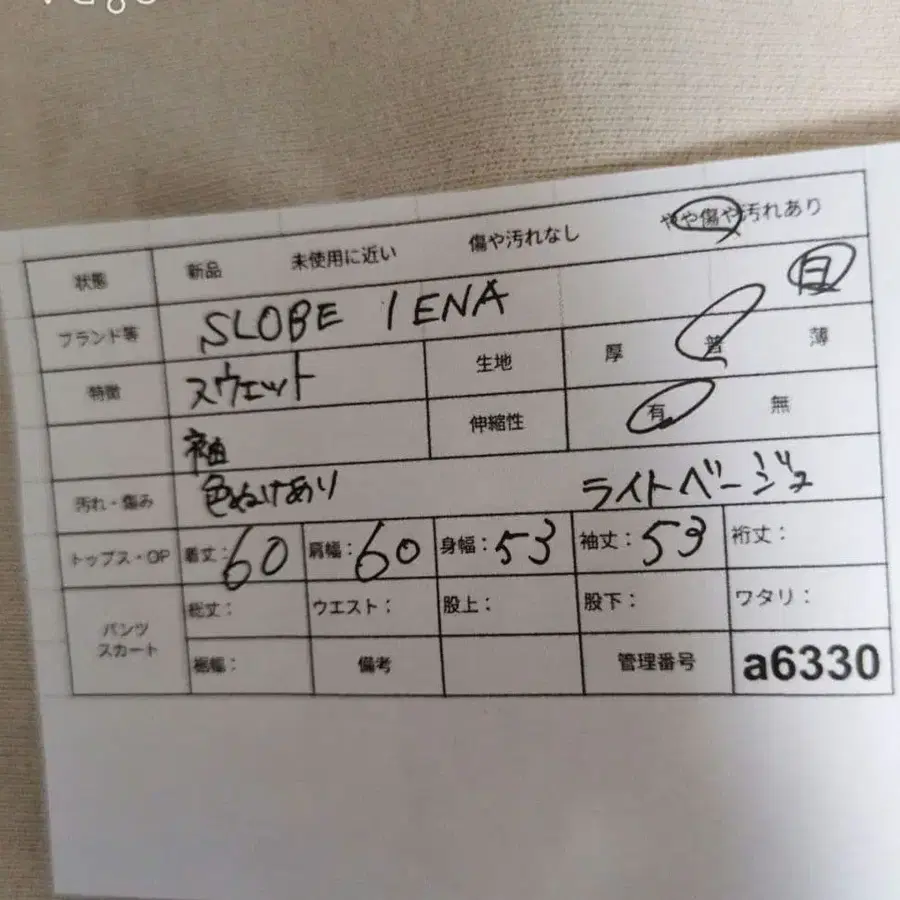 状態 新品 未使用に近い 傷や汚れなし やや傷や汚れあり
ブランド等 SLOBE IENA 日
特徴 スウェット 生地 厚 普 薄
袖 伸縮性 有 無
汚れ・傷み 色ぬけあり ライトベージュ
トップス・OP 着丈: 60 肩幅: 60 身幅: 53 袖丈: 53 裄丈:
パンツ スカート 総丈: ウエスト: 股上: 股下: ワタリ:
裾幅: 備考 管理番号 a6330